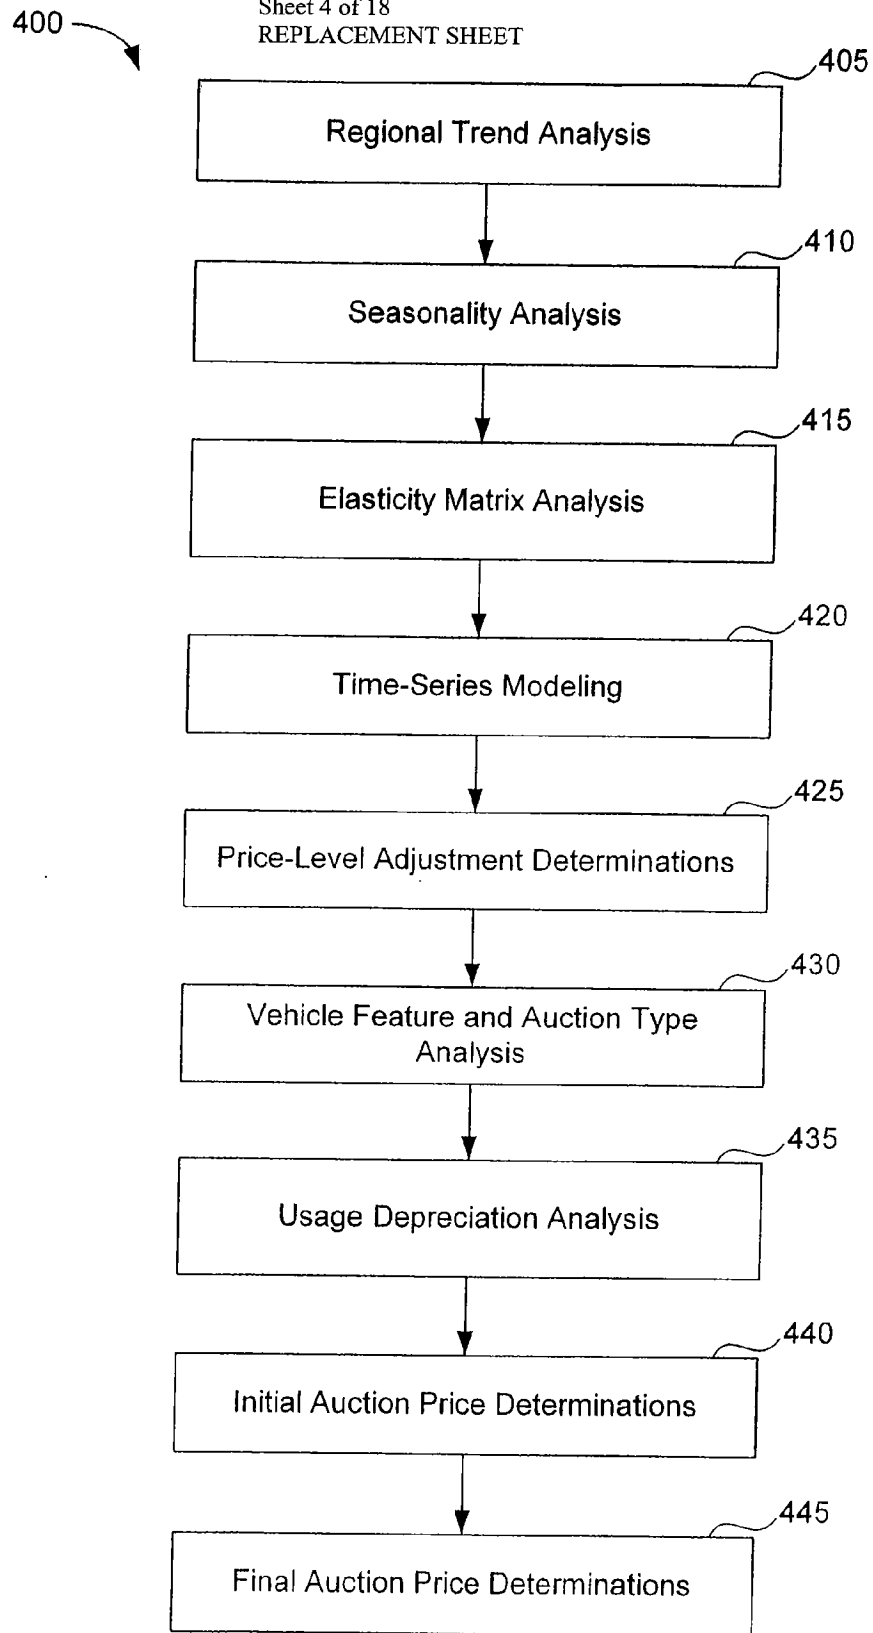 Sheet 4 of 18
REPLACEMENT SHEET
400
405
Regional Trend Analysis
410
Seasonality Analysis
415
Elasticity Matrix Analysis
420
Time-Series Modeling
425
Price-Level Adjustment Determinations
430
Vehicle Feature and Auction Type
Analysis
435
Usage Depreciation Analysis
440
Initial Auction Price Determinations
445
Final Auction Price Determinations